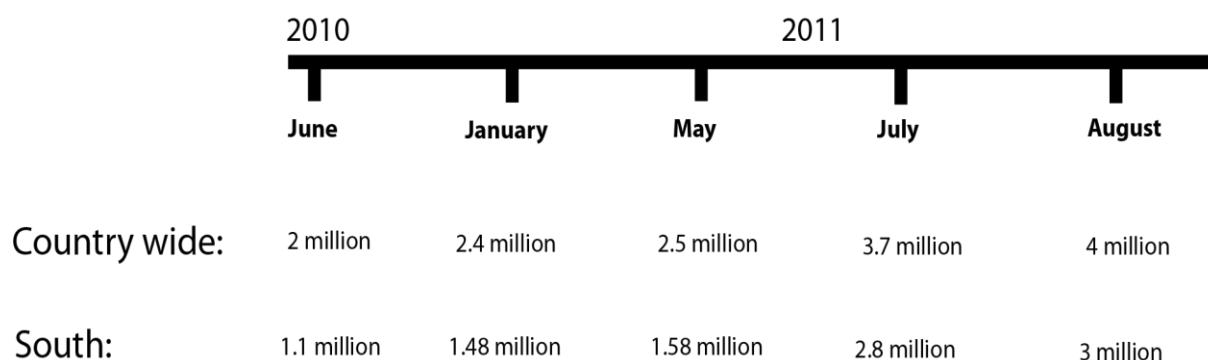 2010 2011
June January May July August
Country wide: 2 million 2.4 million 2.5 million 3.7 million 4 million
South: 1.1 million 1.48 million 1.58 million 2.8 million 3 million